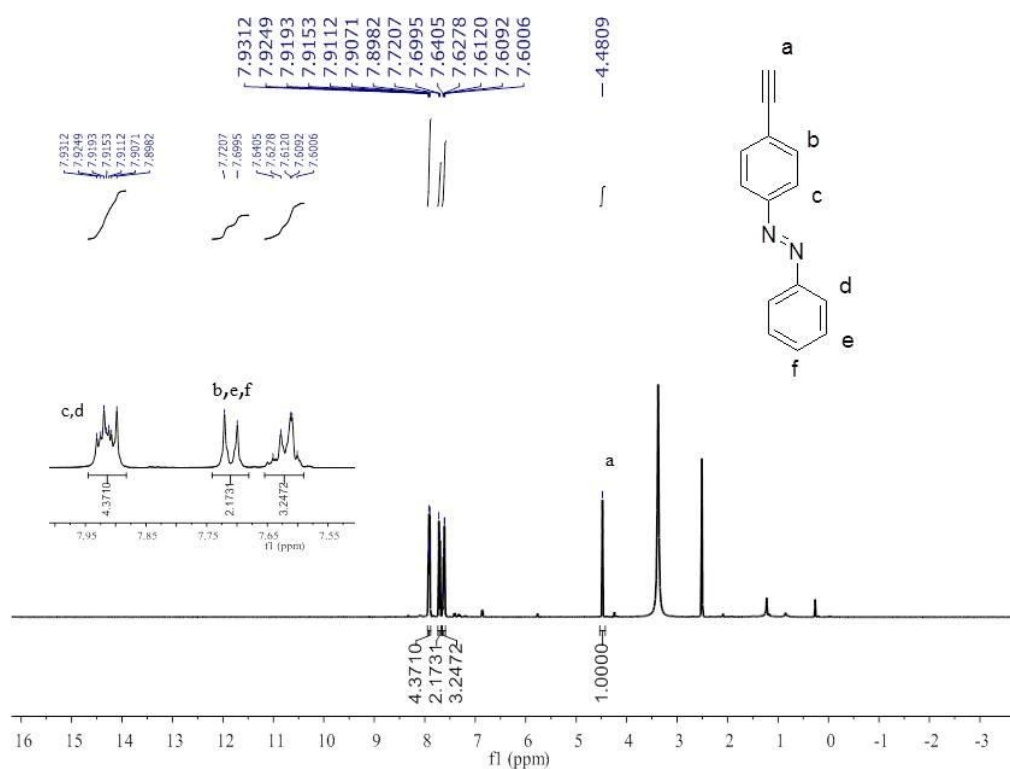 7.9312
7.9249
7.9193
7.9153
7.9112
7.9071
7.8982
7.7207
7.6995
7.6405
7.6278
7.6120
7.6092
7.6006
4.4809
7.9312
7.9249
7.9193
7.9153
7.9112
7.9071
7.8982
7.7207
7.6995
7.6405
7.6278
7.6120
7.6092
7.6006
a
b
c
N
N
d
e
f
c,d
b,e,f
4.3710
2.1731
3.2472
7.95 7.85 7.75 7.65 7.55
f1 (ppm)
a
4.3710
2.1731
3.2472
1.0000
16 15 14 13 12 11 10 9 8 7 6 5 4 3 2 1 0 -1 -2 -3
f1 (ppm)